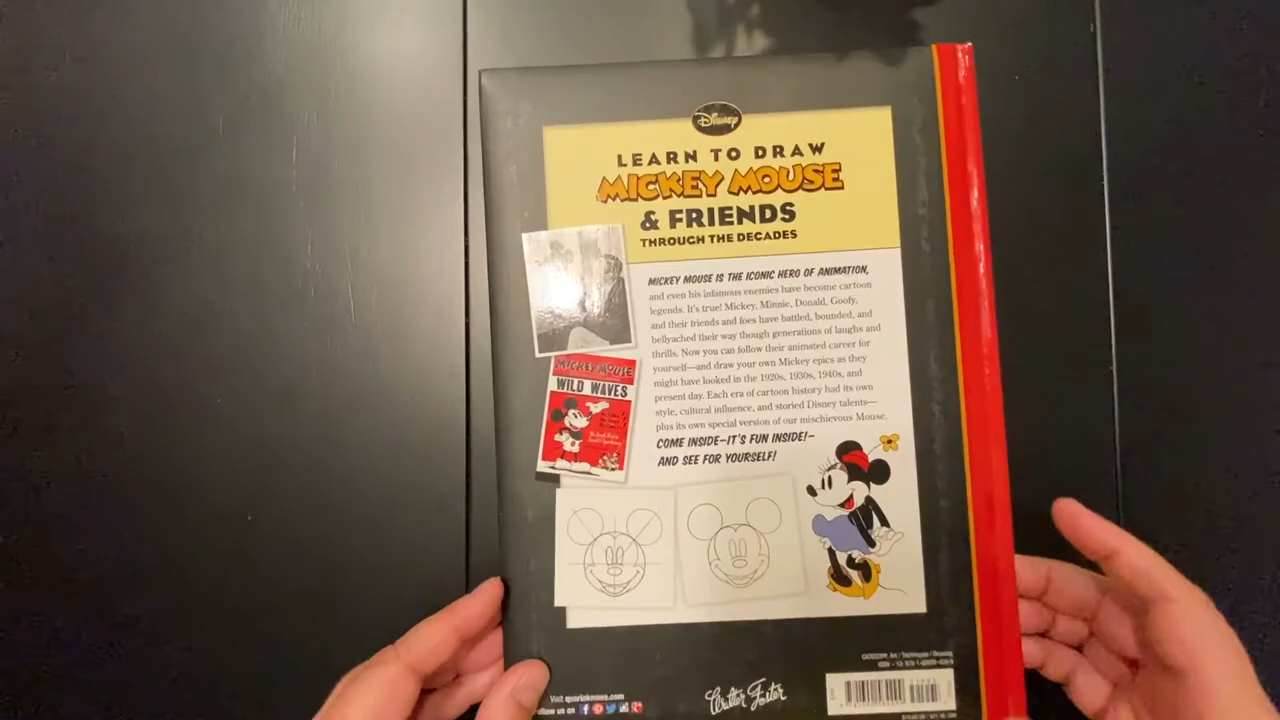 Disney
LEARN TO DRAW
MICKEY MOUSE
& FRIENDS
THROUGH THE DECADES
MICKEY MOUSE IS THE ICONIC HERO OF ANIMATION,
and even his infamous enemies have become cartoon
legends. It's true! Mickey, Minnie, Donald, Goofy,
and their friends and foes have battled, bounded, and
bellyached their way though generations of laughs and
thrills. Now you can follow their animated career for
yourself—and draw your own Mickey epics as they
might have looked in the 1920s, 1930s, 1940s, and
present day. Each era of cartoon history had its own
style, cultural influence, and storied Disney talents—
plus its own special version of our mischievous Mouse.
COME INSIDE–IT'S FUN INSIDE!–
AND SEE FOR YOURSELF!
MICKEY MOUSE
WILD WAVES
CATEGORY: Art / Techniques / Drawing
Visit quartoknows.com
Follow us on
Walter Foster